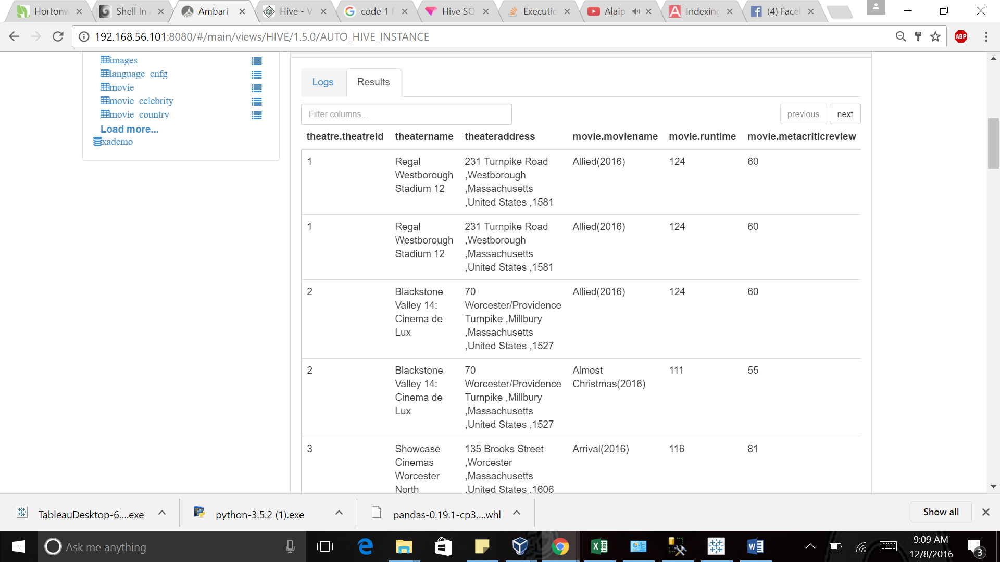 Hortonw
Shell In
Ambari
Hive - V
code 1 f
Hive SQ
Executio
Alaip
Indexing
(4) Face
192.168.56.101:8080/#/main/views/HIVE/1.5.0/AUTO_HIVE_INSTANCE
ABP
images
language_cnfg
movie
movie_celebrity
movie_country
Load more...
xademo
Logs
Results
Filter columns...
previous
next
theatre.theatreid theatername theateraddress movie.moviename movie.runtime movie.metacriticreview
1 Regal 231 Turnpike Road Allied(2016) 124 60
Westborough ,Westborough
Stadium 12 ,Massachusetts
,United States ,1581
1 Regal 231 Turnpike Road Allied(2016) 124 60
Westborough ,Westborough
Stadium 12 ,Massachusetts
,United States ,1581
2 Blackstone 70 Allied(2016) 124 60
Valley 14: Worcester/Providence
Cinema de Turnpike ,Millbury
Lux ,Massachusetts
,United States ,1527
2 Blackstone 70 Almost 111 55
Valley 14: Worcester/Providence Christmas(2016)
Cinema de Turnpike ,Millbury
Lux ,Massachusetts
,United States ,1527
3 Showcase 135 Brooks Street Arrival(2016) 116 81
Cinemas ,Worcester
Worcester ,Massachusetts
North ,United States ,1606
TableauDesktop-6....exe
python-3.5.2 (1).exe
pandas-0.19.1-cp3....whl
Show all
Ask me anything
9:09 AM
12/8/2016
3